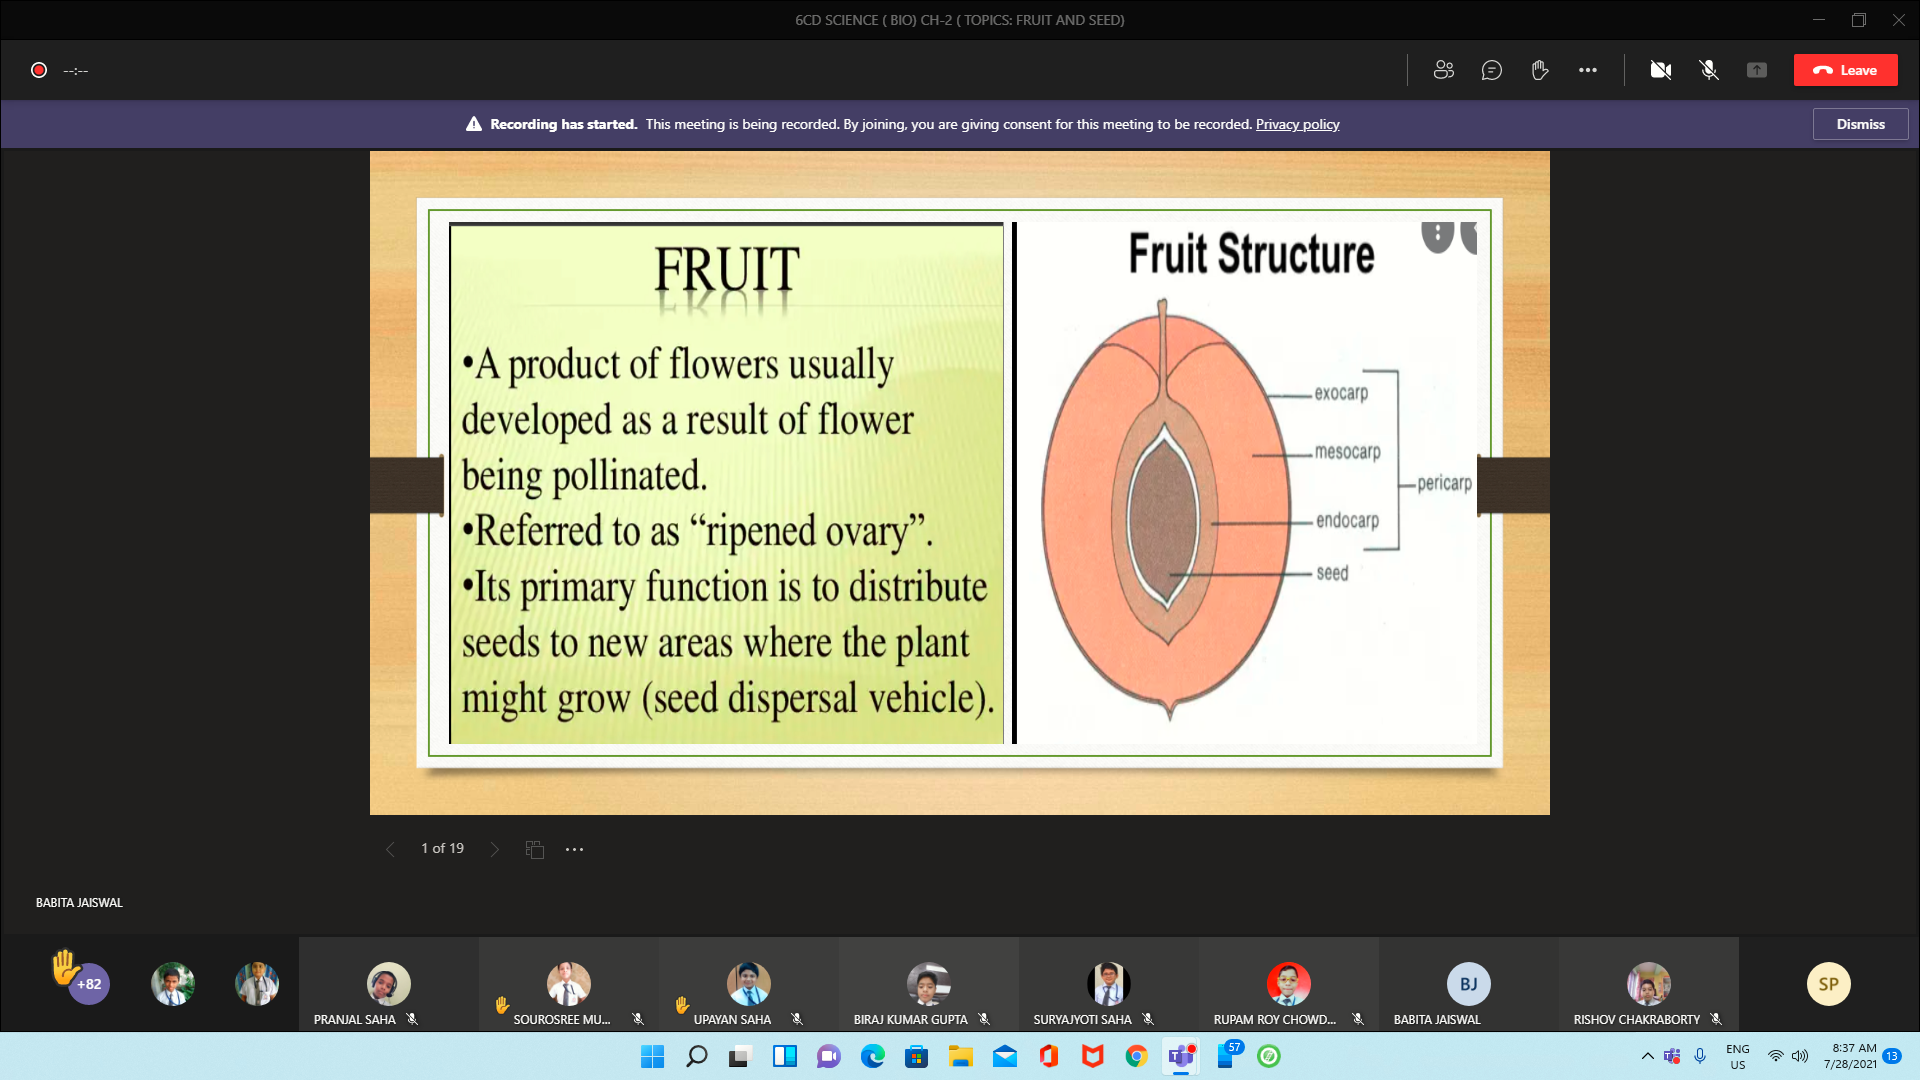 6CD SCIENCE ( BIO) CH-2 ( TOPICS: FRUIT AND SEED)
--:--
Leave
Recording has started. This meeting is being recorded. By joining, you are giving consent for this meeting to be recorded. Privacy policy
Dismiss
FRUIT
•A product of flowers usually
developed as a result of flower
being pollinated.
•Referred to as “ripened ovary”.
•Its primary function is to distribute
seeds to new areas where the plant
might grow (seed dispersal vehicle).
Fruit Structure
exocarp
mesocarp
pericarp
endocarp
seed
1 of 19
BABITA JAISWAL
+82
PRANJAL SAHA
SOUROSREE MU...
UPAYAN SAHA
BIRAJ KUMAR GUPTA
SURYAJYOTI SAHA
RUPAM ROY CHOWD...
BJ
BABITA JAISWAL
RISHOV CHAKRABORTY
SP
57
ENG
US
8:37 AM
7/28/2021
13